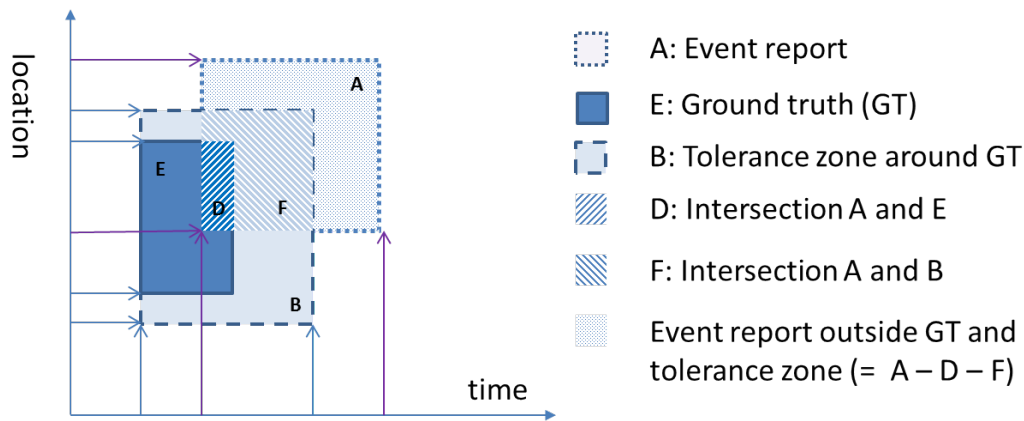 location
A
E
D
F
B
time
A: Event report
E: Ground truth (GT)
B: Tolerance zone around GT
D: Intersection A and E
F: Intersection A and B
Event report outside GT and
tolerance zone (= A – D – F)